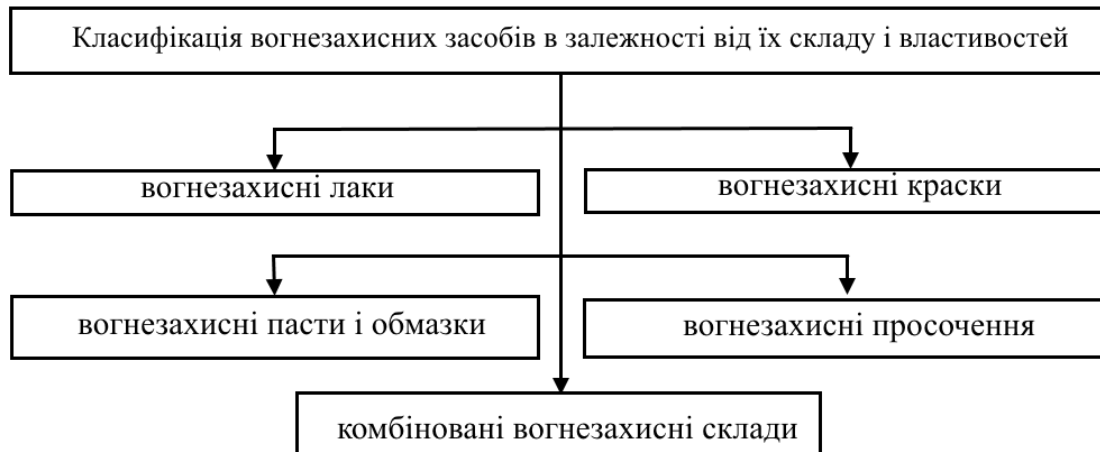 Класифікація вогнезахисних засобів в залежності від їх складу і властивостей
вогнезахисні лаки
вогнезахисні краски
вогнезахисні пасти і обмазки
вогнезахисні просочення
комбіновані вогнезахисні склади